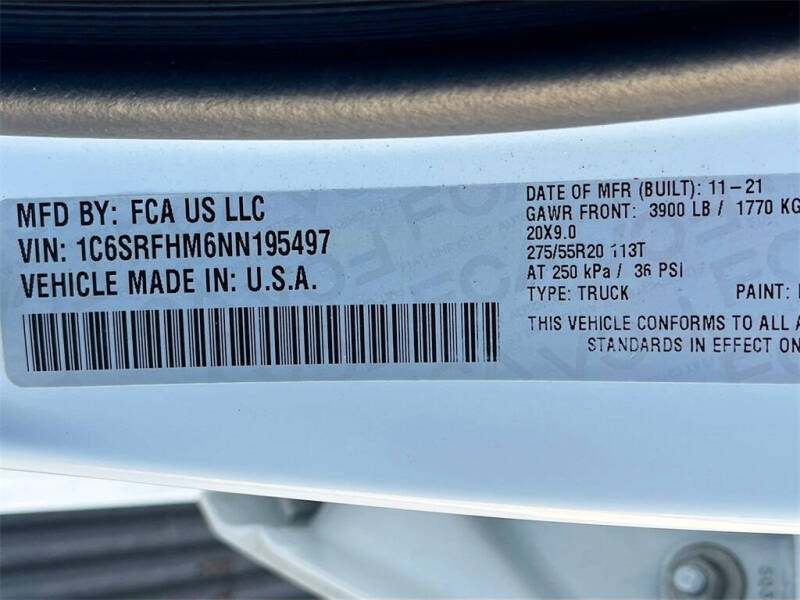 MFD BY: FCA US LLC
VIN: 1C6SRFHM6NN195497
VEHICLE MADE IN: U.S.A.
DATE OF MFR (BUILT): 11-21
GAWR FRONT: 3900 LB / 1770 KG
20X9.0
275/55R20 113T
AT 250 kPa / 36 PSI
TYPE: TRUCK PAINT:
THIS VEHICLE CONFORMS TO ALL A
STANDARDS IN EFFECT ON